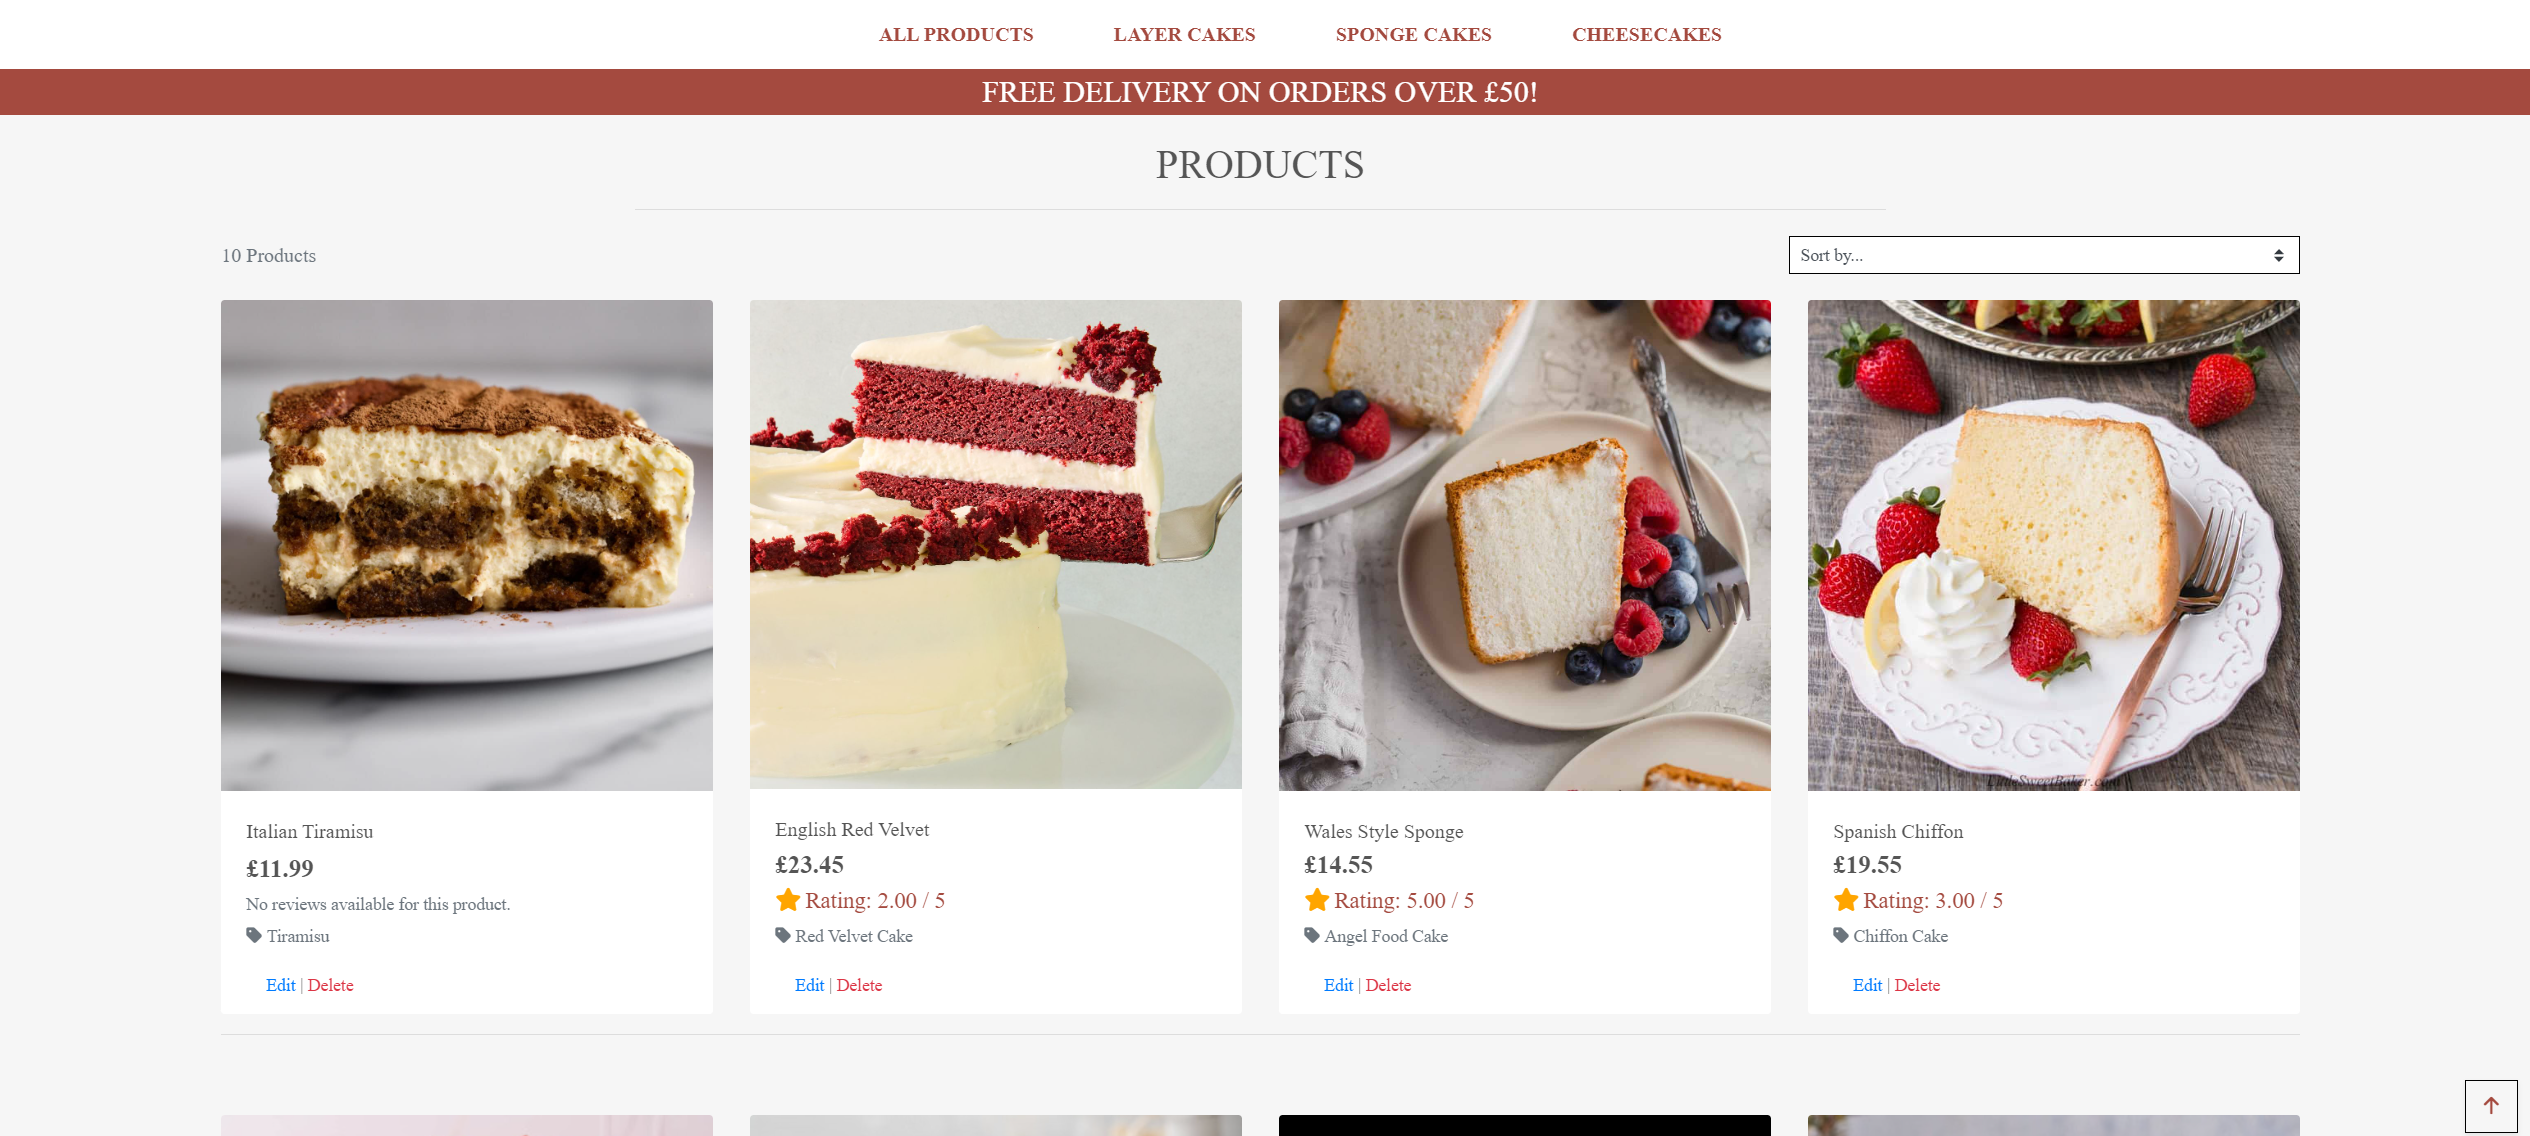 ALL PRODUCTS LAYER CAKES SPONGE CAKES CHEESECAKES
FREE DELIVERY ON ORDERS OVER £50!
PRODUCTS
10 Products
Sort by...
LittleSweetBaker.com
Italian Tiramisu
£11.99
No reviews available for this product.
Tiramisu
Edit | Delete
English Red Velvet
£23.45
Rating: 2.00 / 5
Red Velvet Cake
Edit | Delete
Wales Style Sponge
£14.55
Rating: 5.00 / 5
Angel Food Cake
Edit | Delete
Spanish Chiffon
£19.55
Rating: 3.00 / 5
Chiffon Cake
Edit | Delete